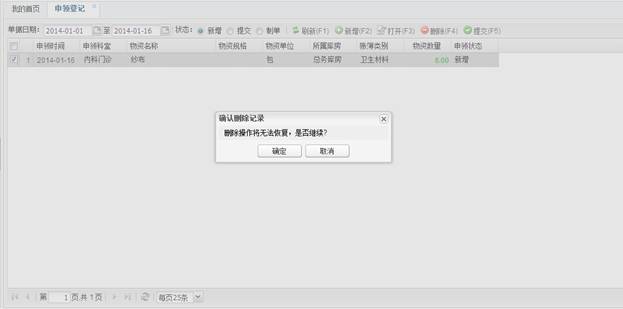 我的首页 申领登记
单据日期: 2014-01-01 至 2014-01-16 状态: 新增 提交 制单 刷新(F1) 新增(F2) 打开(F3) 删除(F4) 提交(F5)
申领时间 申领科室 物资名称 物资规格 物资单位 所属库房 账簿类别 物资数量 申领状态
1 2014-01-16 内科门诊 纱布 包 总务库房 卫生材料 6.00 新增
确认删除记录
删除操作将无法恢复，是否继续?
确定 取消
第 1 页,共 1 页 每页25条